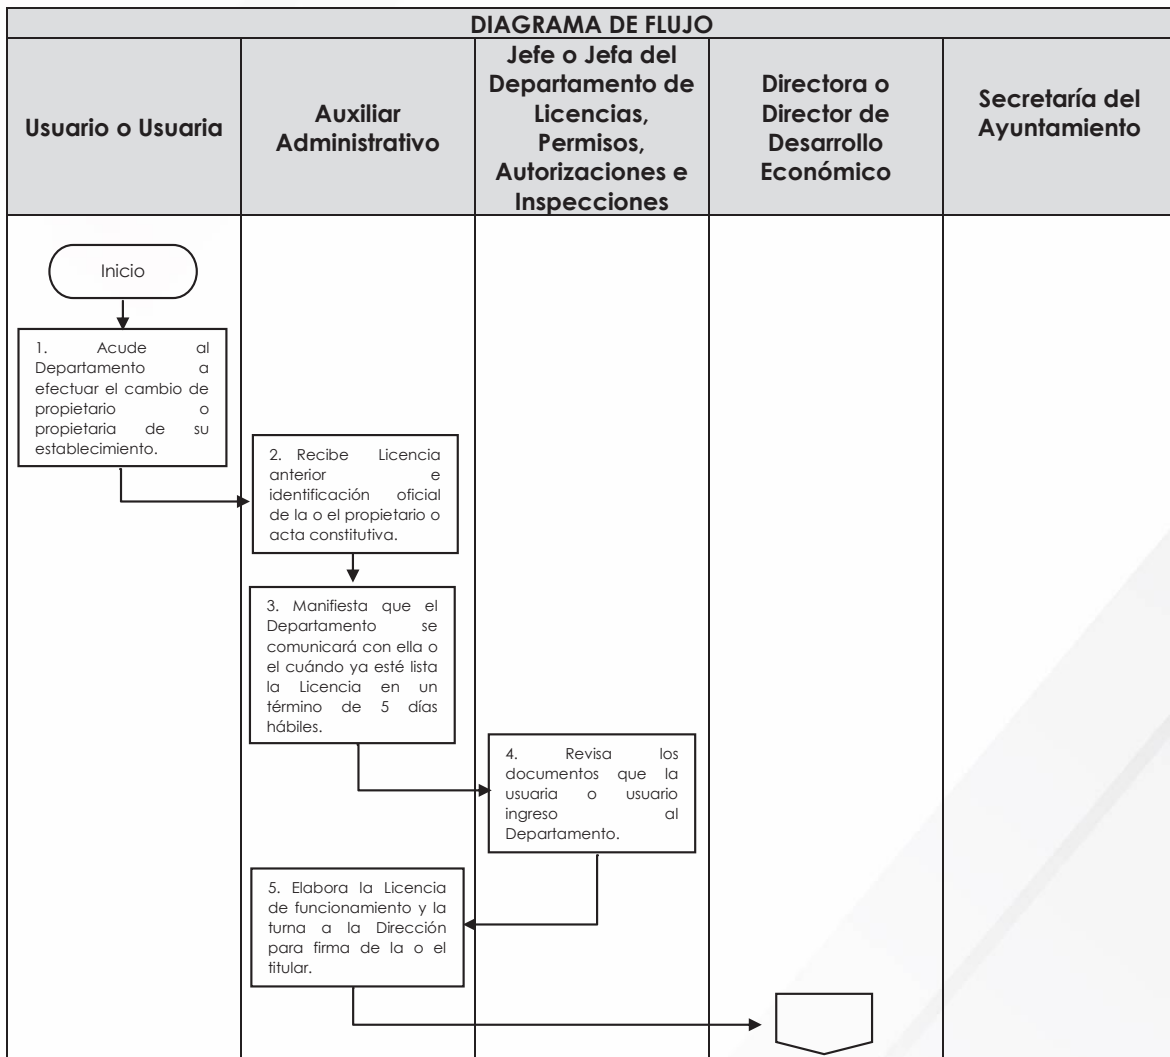 DIAGRAMA DE FLUJO
Usuario o Usuaria
Auxiliar
Administrativo
Jefe o Jefa del
Departamento de
Licencias,
Permisos,
Autorizaciones e
Inspecciones
Directora o
Director de
Desarrollo
Económico
Secretaría del
Ayuntamiento
Inicio
1. Acude al
Departamento a
efectuar el cambio de
propietario o
propietaria de su
establecimiento.
2. Recibe Licencia
anterior e
identificación oficial
de la o el propietario o
acta constitutiva.
3. Manifiesta que el
Departamento se
comunicará con ella o
el cuándo ya esté lista
la Licencia en un
término de 5 días
hábiles.
4. Revisa los
documentos que la
usuaria o usuario
ingreso al
Departamento.
5. Elabora la Licencia
de funcionamiento y la
turna a la Dirección
para firma de la o el
titular.